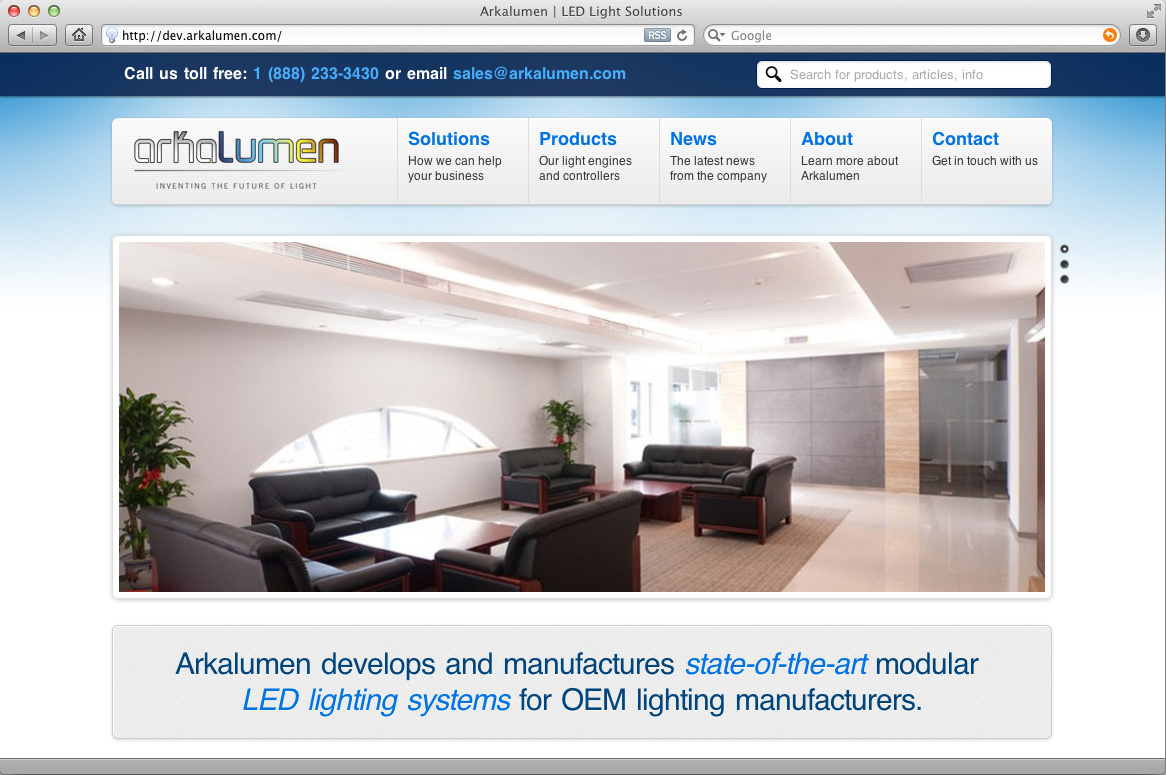 Arkalumen | LED Light Solutions
http://dev.arkalumen.com/
RSS
Google
Call us toll free: 1 (888) 233-3430 or email sales@arkalumen.com
Search for products, articles, info
arkaLumen
INVENTING THE FUTURE OF LIGHT
Solutions
How we can help
your business
Products
Our light engines
and controllers
News
The latest news
from the company
About
Learn more about
Arkalumen
Contact
Get in touch with us
Arkalumen develops and manufactures state-of-the-art modular
LED lighting systems for OEM lighting manufacturers.